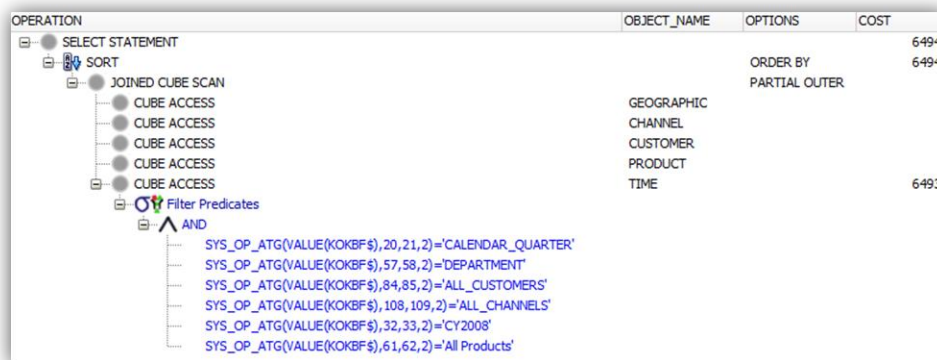 OPERATION OBJECT_NAME OPTIONS COST
SELECT STATEMENT 6494
SORT ORDER BY 6494
JOINED CUBE SCAN PARTIAL OUTER
CUBE ACCESS GEOGRAPHIC
CUBE ACCESS CHANNEL
CUBE ACCESS CUSTOMER
CUBE ACCESS PRODUCT
CUBE ACCESS TIME 6493
Filter Predicates
AND
SYS_OP_ATG(VALUE(KOKBF$),20,21,2)='CALENDAR_QUARTER'
SYS_OP_ATG(VALUE(KOKBF$),57,58,2)='DEPARTMENT'
SYS_OP_ATG(VALUE(KOKBF$),84,85,2)='ALL_CUSTOMERS'
SYS_OP_ATG(VALUE(KOKBF$),108,109,2)='ALL_CHANNELS'
SYS_OP_ATG(VALUE(KOKBF$),32,33,2)='CY2008'
SYS_OP_ATG(VALUE(KOKBF$),61,62,2)='All Products'